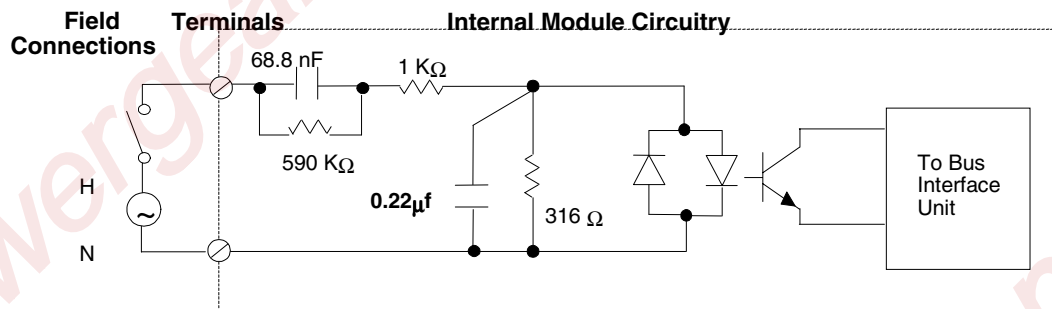 Field Connections
Terminals
Internal Module Circuitry
68.8 nF
1 KΩ
590 KΩ
0.22µf
316 Ω
H
~
N
To Bus
Interface
Unit